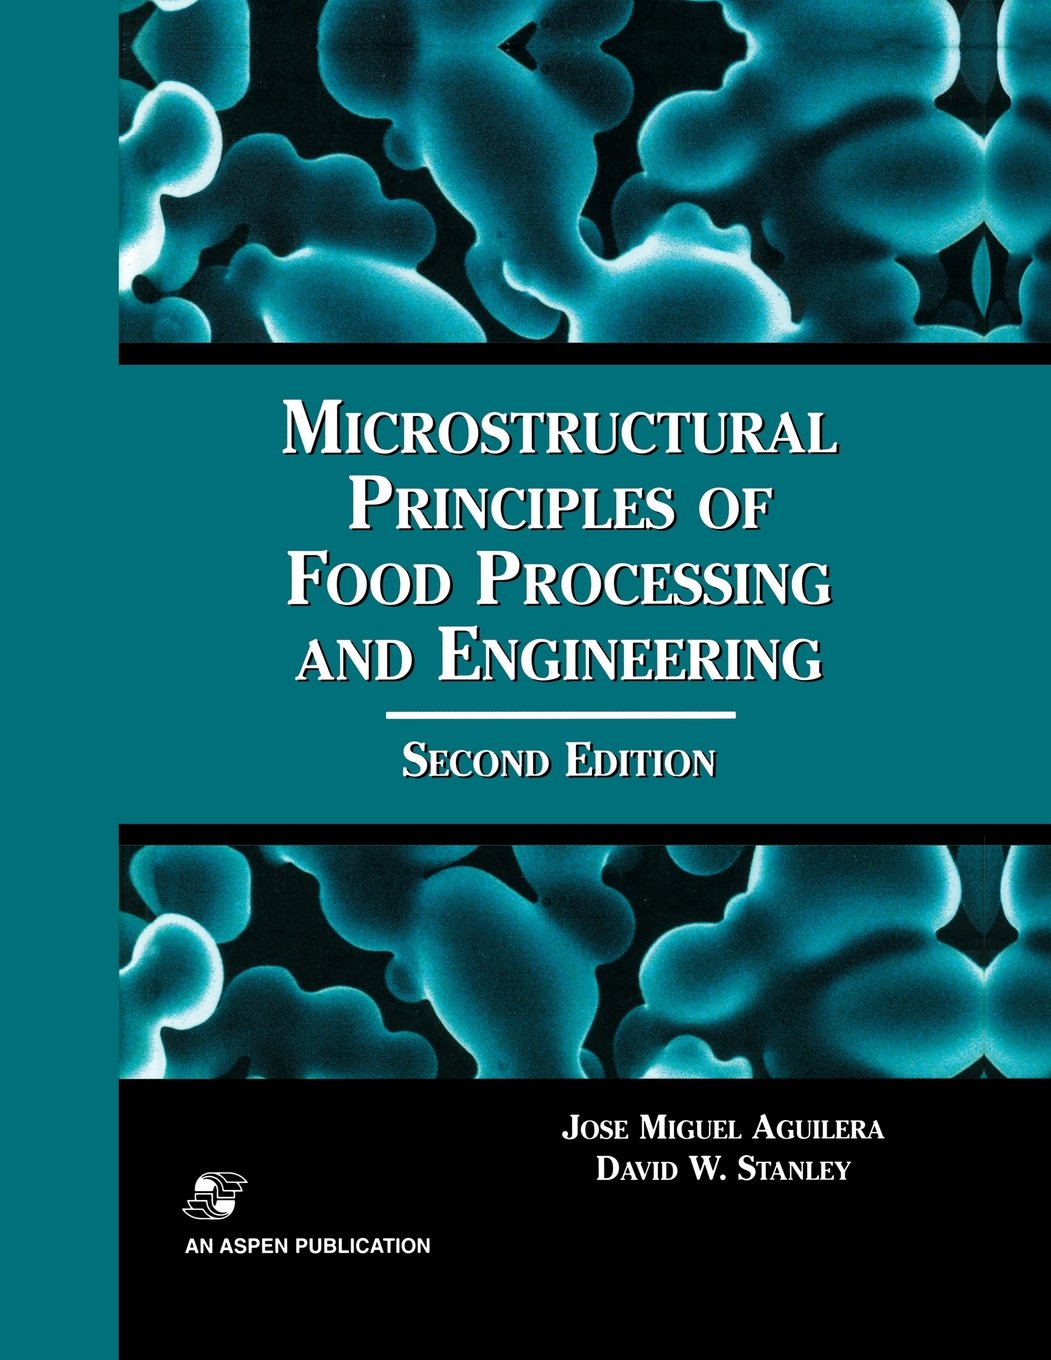 MICROSTRUCTURAL
PRINCIPLES OF
FOOD PROCESSING
AND ENGINEERING
SECOND EDITION
JOSE MIGUEL AGUILERA
DAVID W. STANLEY
AN ASPEN PUBLICATION